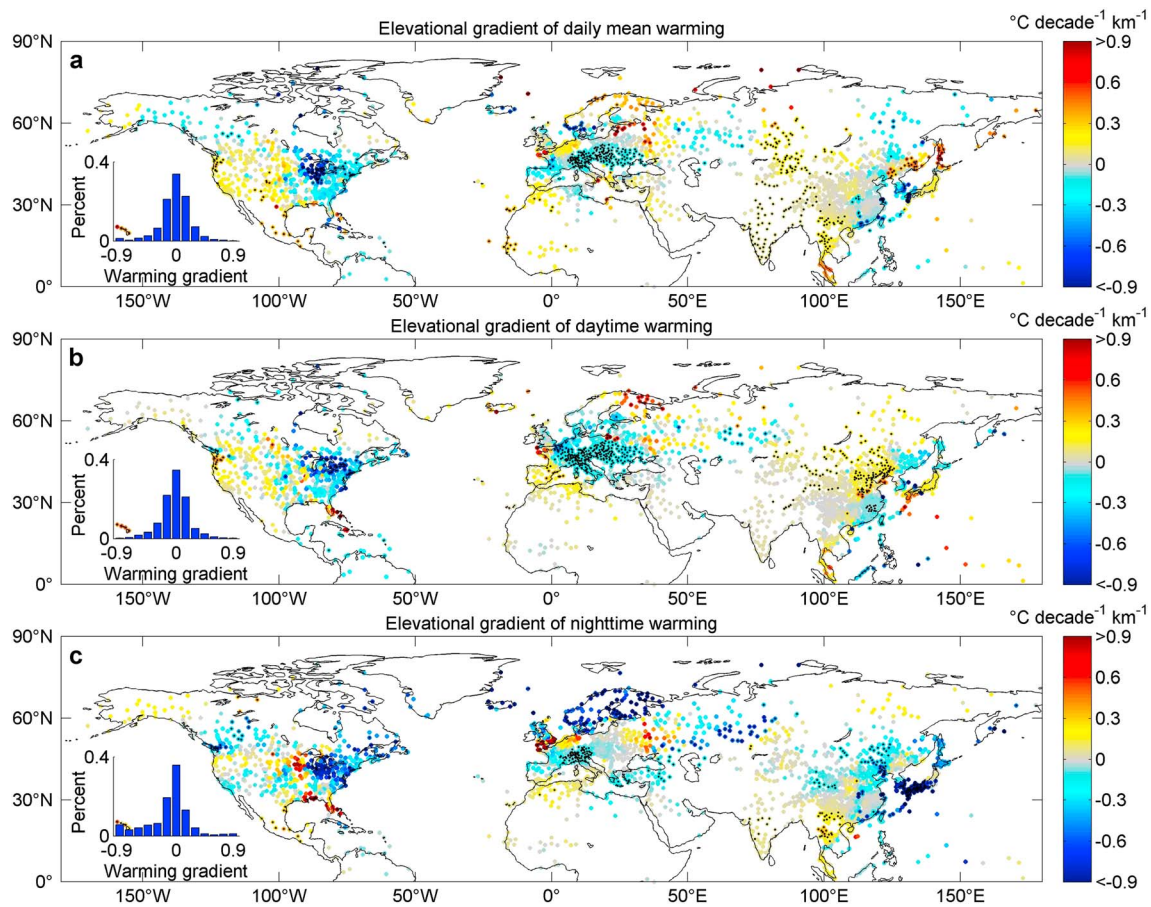 Elevational gradient of daily mean warming
°C decade⁻¹ km⁻¹
a
90°N
60°N
30°N
0°
150°W 100°W 50°W 0°E 50°E 100°E 150°E
0.4
Percent
0
-0.9 0 0.9
Warming gradient
>0.9
0.6
0.3
0
-0.3
-0.6
<-0.9
Elevational gradient of daytime warming
°C decade⁻¹ km⁻¹
b
90°N
60°N
30°N
0°
150°W 100°W 50°W 0°E 50°E 100°E 150°E
0.4
Percent
0
-0.9 0 0.9
Warming gradient
>0.9
0.6
0.3
0
-0.3
-0.6
<-0.9
Elevational gradient of nighttime warming
°C decade⁻¹ km⁻¹
c
90°N
60°N
30°N
0°
150°W 100°W 50°W 0°E 50°E 100°E 150°E
0.4
Percent
0
-0.9 0 0.9
Warming gradient
>0.9
0.6
0.3
0
-0.3
-0.6
<-0.9